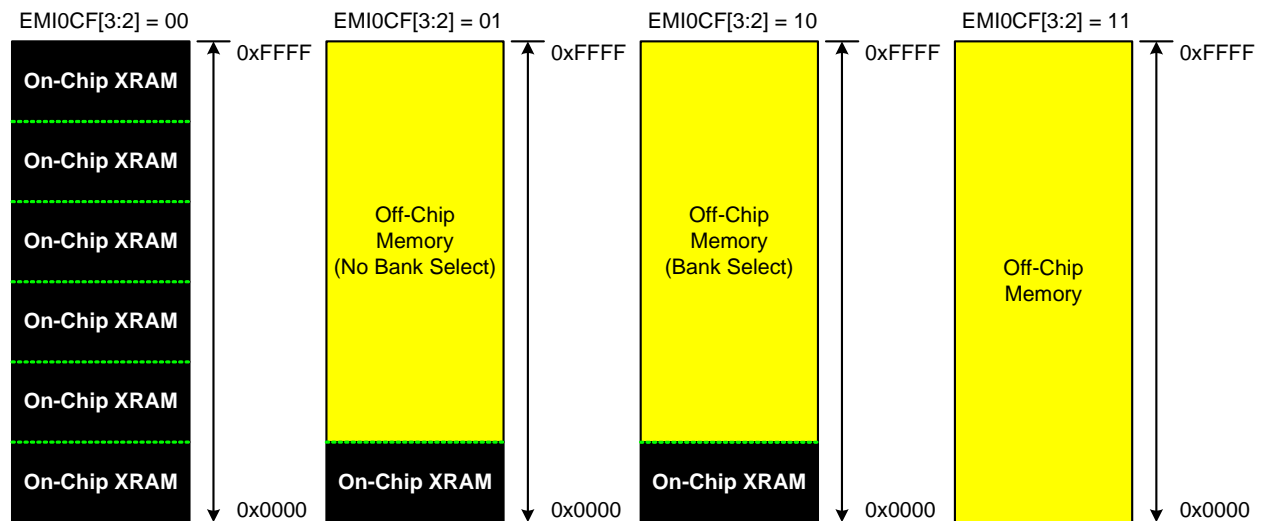 EMI0CF[3:2] = 00
On-Chip XRAM
On-Chip XRAM
On-Chip XRAM
On-Chip XRAM
On-Chip XRAM
On-Chip XRAM
0xFFFF
0x0000
EMI0CF[3:2] = 01
Off-Chip
Memory
(No Bank Select)
On-Chip XRAM
0xFFFF
0x0000
EMI0CF[3:2] = 10
Off-Chip
Memory
(Bank Select)
On-Chip XRAM
0xFFFF
0x0000
EMI0CF[3:2] = 11
Off-Chip
Memory
0xFFFF
0x0000